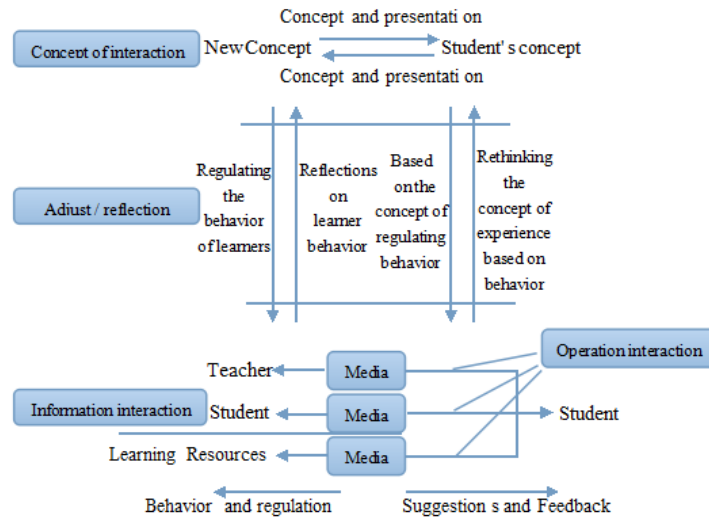 Concept and presentati on
Concept of interaction
New Concept
Student' s concept
Concept and presentati on
Regulating
the
behavior
of learners
Reflections
on
learner
behavior
Based
on the
concept of
regulating
behavior
Rethinking
the
concept of
experience
based on
behavior
Adiust / reflection
Operation interaction
Teacher
Media
Information interaction
Student
Media
Student
Learning Resources
Media
Behavior and regulation
Suggestion s and Feedback